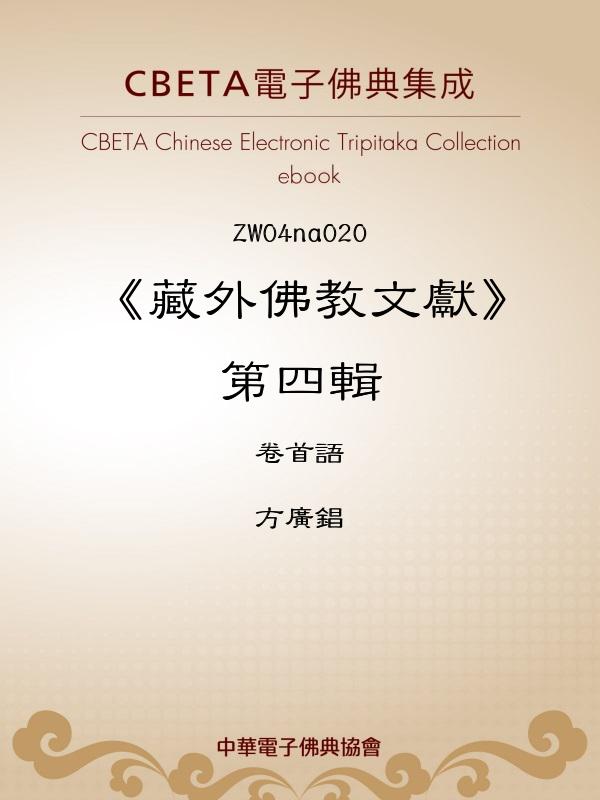 CBETA電子佛典集成
CBETA Chinese Electronic Tripitaka Collection
ebook
ZW04na020
《藏外佛教文獻》
第四輯
卷首語
方廣錩
中華電子佛典協會